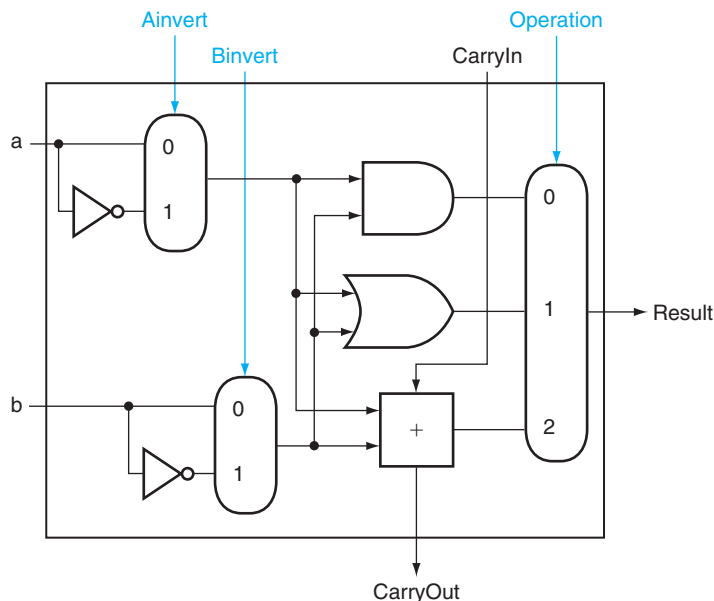 Ainvert
Operation
Binvert
CarryIn
a
0
1
0
1
Result
b
0
1
+
2
CarryOut